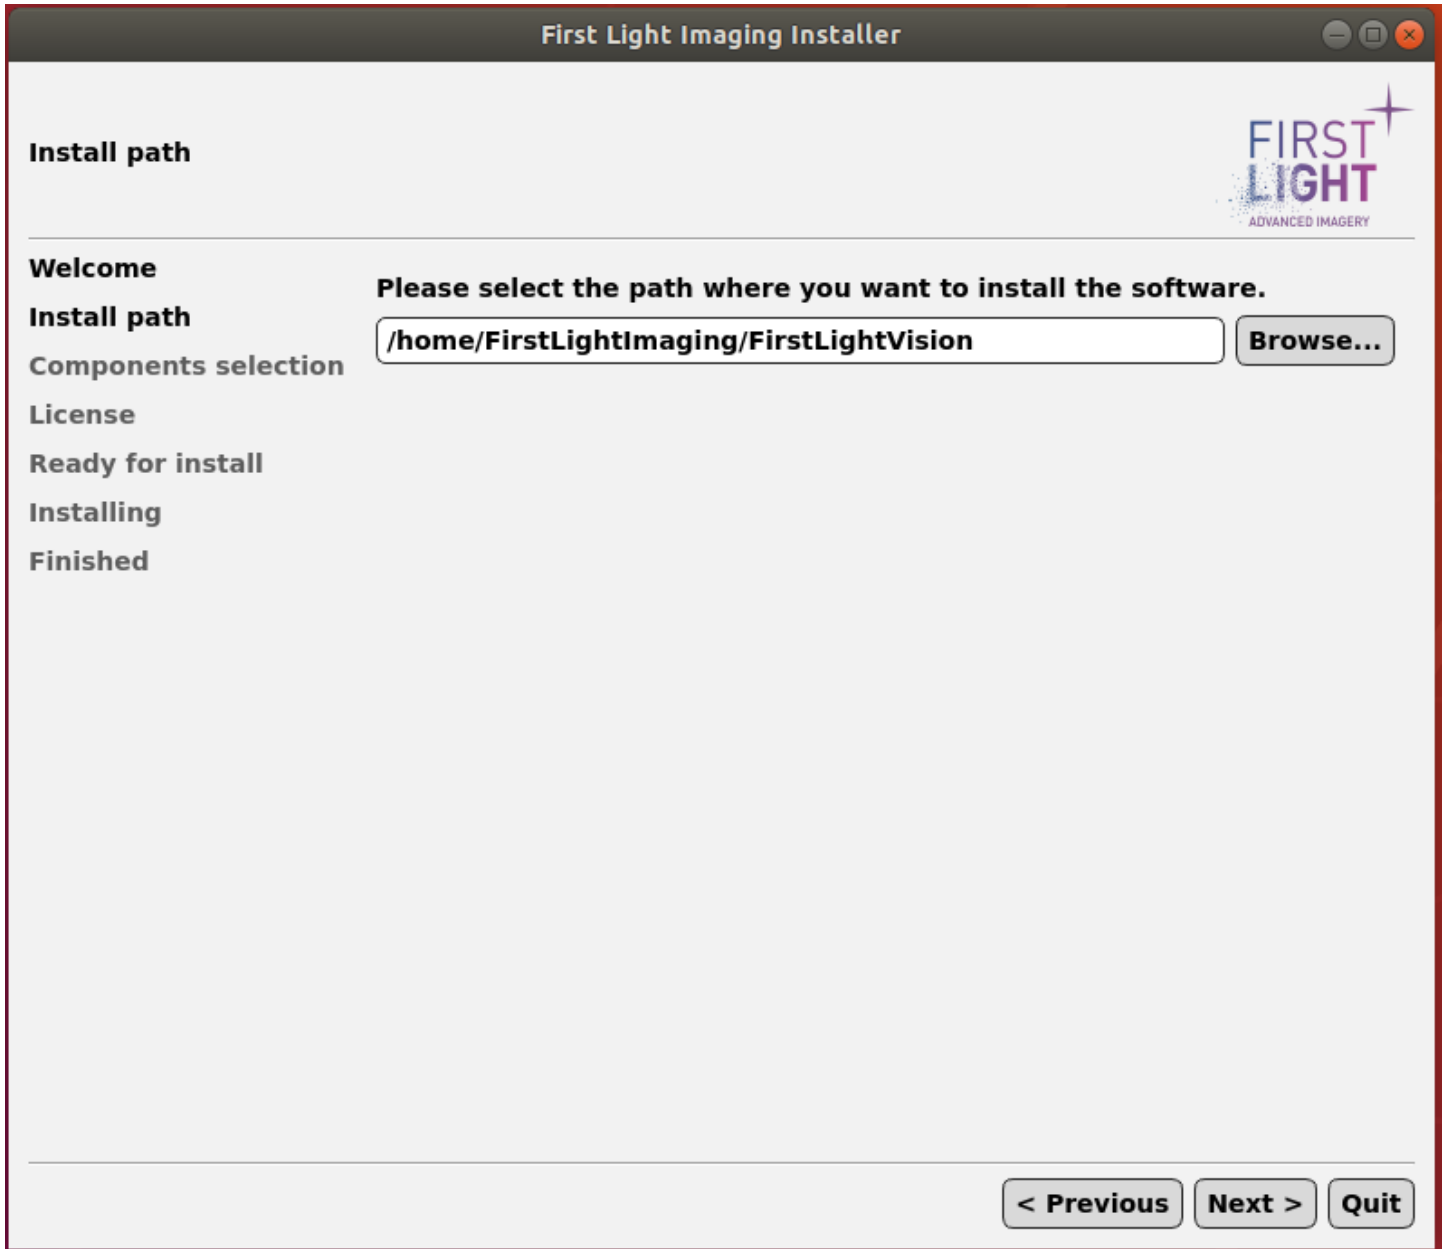 First Light Imaging Installer
Install path
FIRST
LIGHT
ADVANCED IMAGERY
Welcome
Install path
Components selection
License
Ready for install
Installing
Finished
Please select the path where you want to install the software.
/home/FirstLightImaging/FirstLightVision
Browse...
< Previous
Next >
Quit